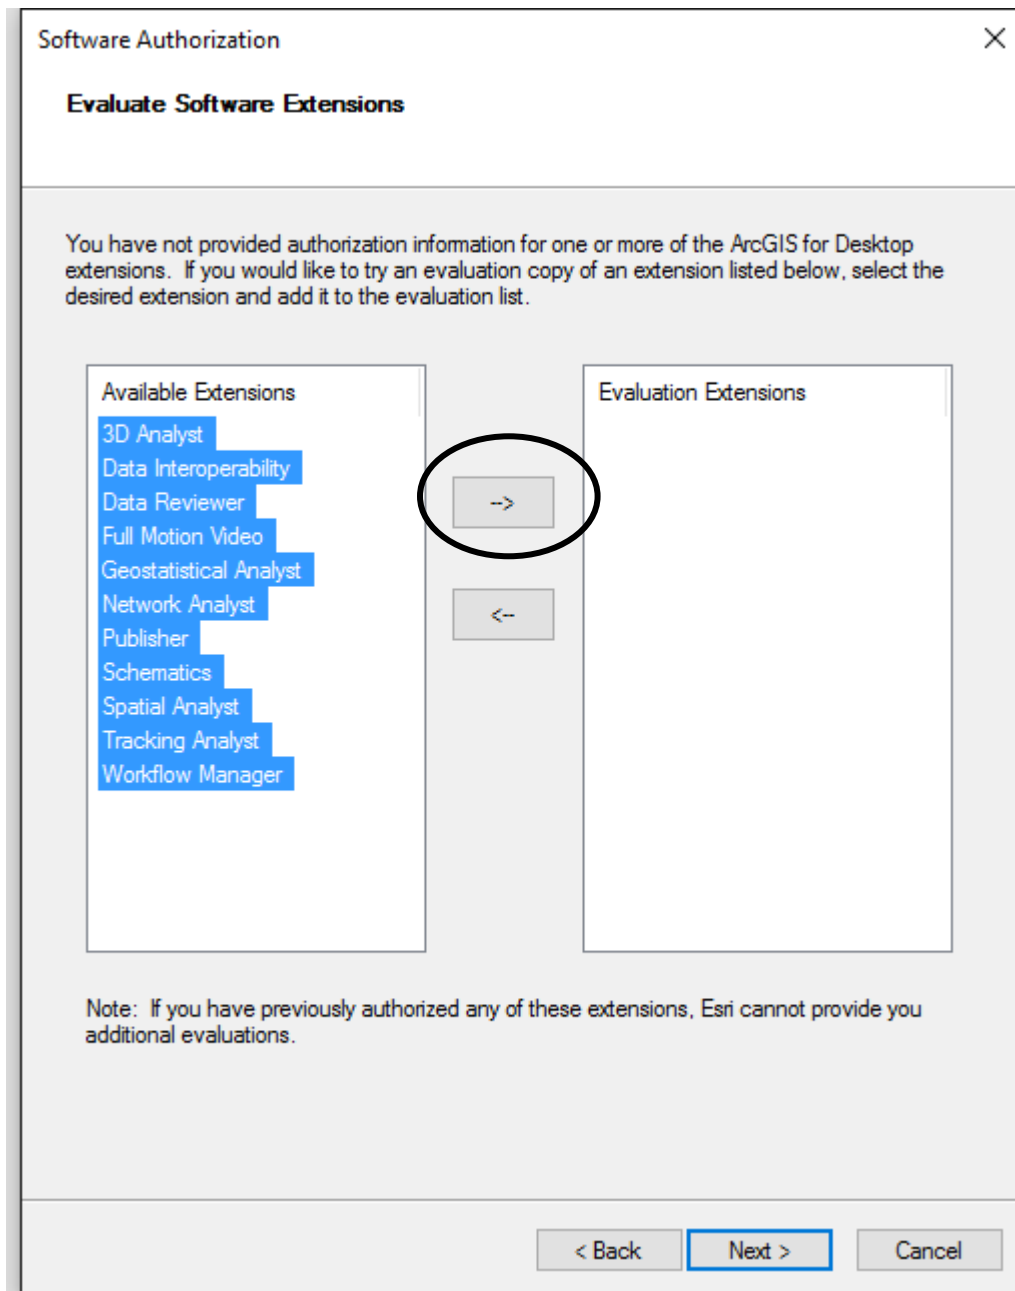 Software Authorization
Evaluate Software Extensions
You have not provided authorization information for one or more of the ArcGIS for Desktop
extensions.  If you would like to try an evaluation copy of an extension listed below, select the
desired extension and add it to the evaluation list.
Available Extensions
3D Analyst
Data Interoperability
Data Reviewer
Full Motion Video
Geostatistical Analyst
Network Analyst
Publisher
Schematics
Spatial Analyst
Tracking Analyst
Workflow Manager
-->
<--
Evaluation Extensions
Note:  If you have previously authorized any of these extensions, Esri cannot provide you
additional evaluations.
< Back
Next >
Cancel